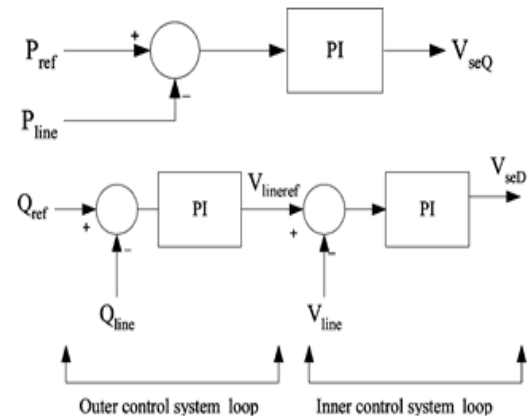 P_ref + PI V_seQ
−
P_line
Q_ref + − PI V_lineref + − PI V_seD
Q_line V_line
Outer control system loop Inner control system loop